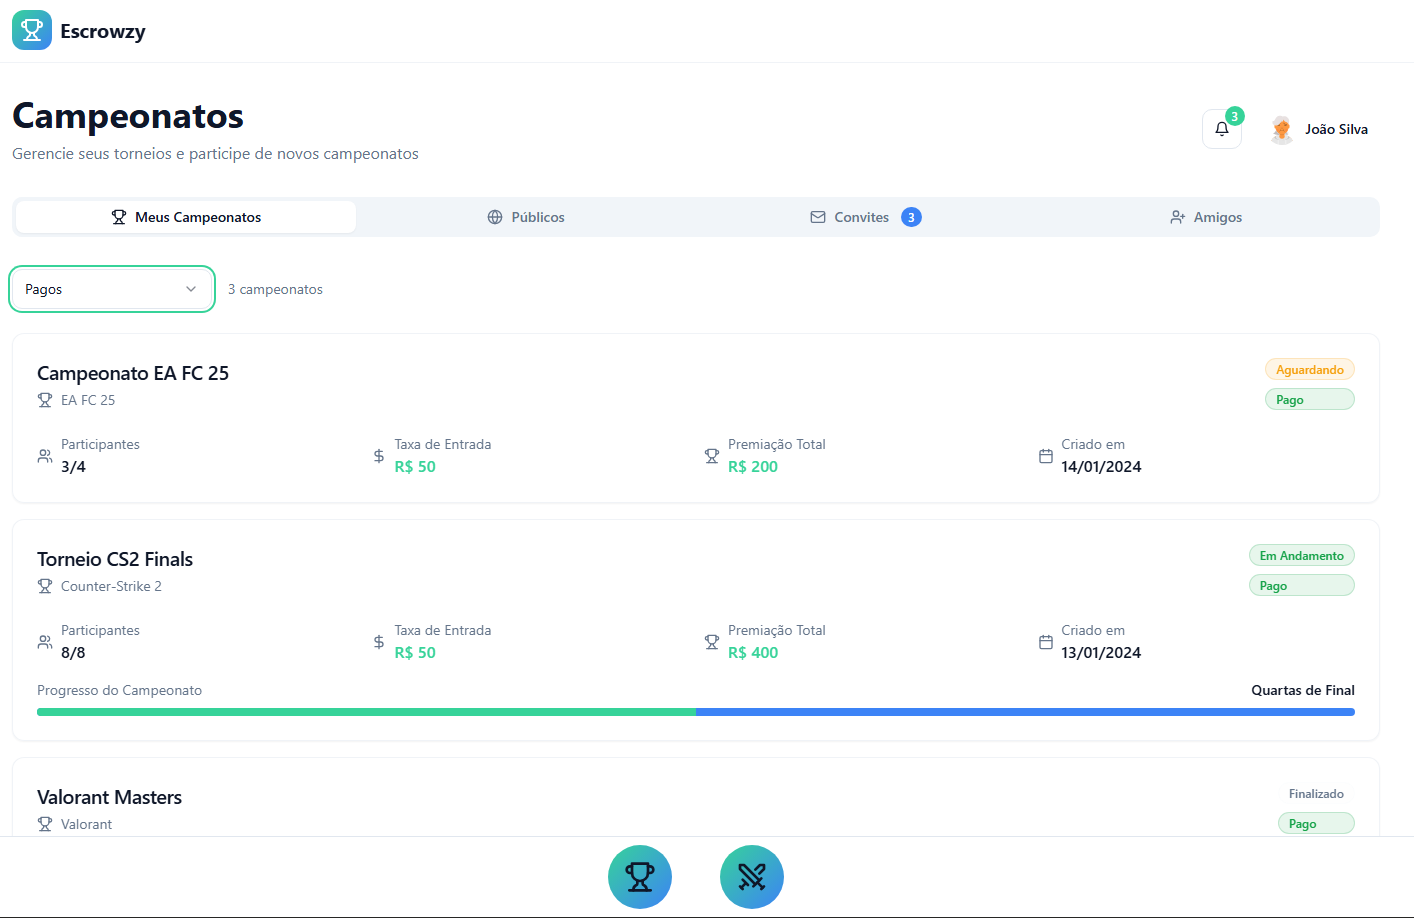 Escrowzy
Campeonatos
Gerencie seus torneios e participe de novos campeonatos
3
João Silva
Meus Campeonatos
Públicos
Convites 3
Amigos
Pagos
3 campeonatos
Campeonato EA FC 25
Aguardando
EA FC 25
Pago
Participantes
3/4
Taxa de Entrada
R$ 50
Premiação Total
R$ 200
Criado em
14/01/2024
Torneio CS2 Finals
Em Andamento
Counter-Strike 2
Pago
Participantes
8/8
Taxa de Entrada
R$ 50
Premiação Total
R$ 400
Criado em
13/01/2024
Progresso do Campeonato
Quartas de Final
Valorant Masters
Finalizado
Valorant
Pago